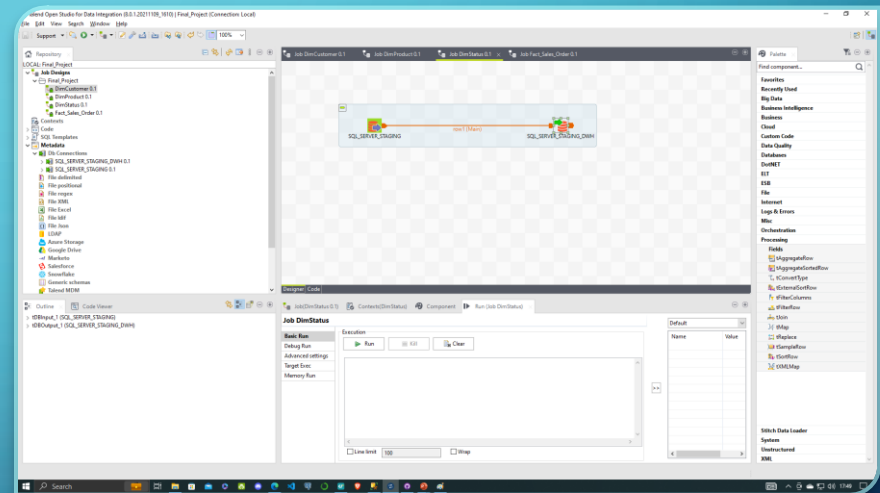 Talend Open Studio for Data Integration (8.0.1.20211109_1610) | Final_Project (Connection: Local)
File Edit View Search Window Help
Support
100%
Repository
LOCAL: Final_Project
Job Designs
Final_Project
DimCustomer 0.1
DimProduct 0.1
DimStatus 0.1
Fact_Sales_Order 0.1
Contexts
Code
SQL Templates
Metadata
Db Connections
SQL_SERVER_STAGING_DWH 0.1
SQL_SERVER_STAGING 0.1
File delimited
File positional
File regex
File XML
File Excel
File ldif
File Json
LDAP
Azure Storage
Google Drive
Marketo
Salesforce
Snowflake
Generic schemas
Talend MDM
Job DimCustomer 0.1
Job DimProduct 0.1
Job DimStatus 0.1
Job Fact_Sales_Order 0.1
SQL_SERVER_STAGING
row1 (Main)
SQL_SERVER_STAGING_DWH
Designer Code
Palette
Find component...
Favorites
Recently Used
Big Data
Business Intelligence
Business
Cloud
Custom Code
Data Quality
Databases
DotNET
ELT
ESB
File
Internet
Logs & Errors
Misc
Orchestration
Processing
Fields
tAggregateRow
tAggregateSortedRow
tConvertType
tExternalSortRow
tFilterColumns
tFilterRow
tJoin
tMap
tReplace
tSampleRow
tSortRow
tXMLMap
Stitch Data Loader
System
Unstructured
XML
Outline
Code Viewer
tDBInput_1 (SQL_SERVER_STAGING)
tDBOutput_1 (SQL_SERVER_STAGING_DWH)
Job(DimStatus 0.1)
Contexts(DimStatus)
Component
Run (Job DimStatus)
Job DimStatus
Basic Run
Debug Run
Advanced settings
Target Exec
Memory Run
Execution
Run
Kill
Clear
Line limit 100
Wrap
Default
Name Value
Search
17:49